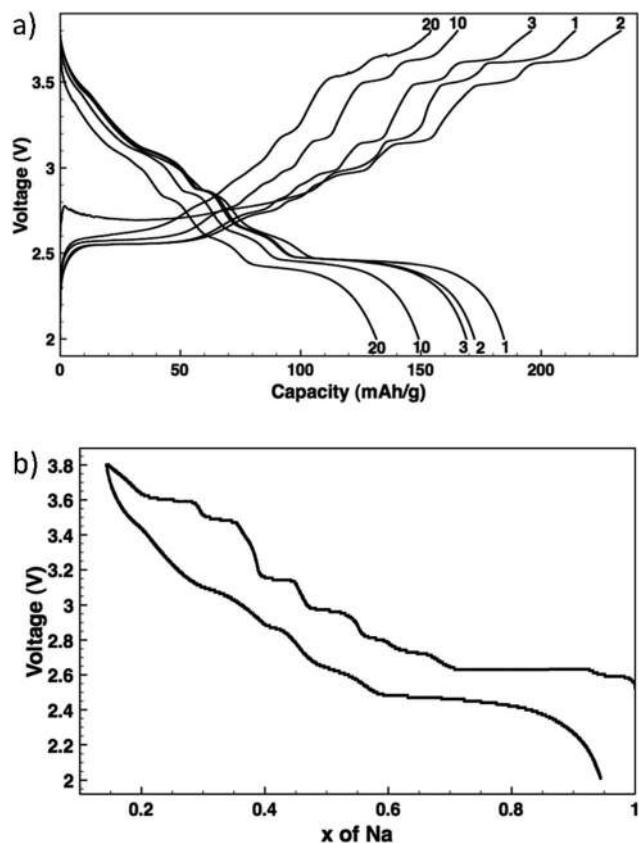 a)
20 10 3 1 2
3.5
3
2.5
2
Voltage (V)
20 10 3 2 1
0 50 100 150 200
Capacity (mAh/g)
b)
3.8
3.6
3.4
3.2
3
2.8
2.6
2.4
2.2
2
Voltage (V)
0.2 0.4 0.6 0.8 1
x of Na